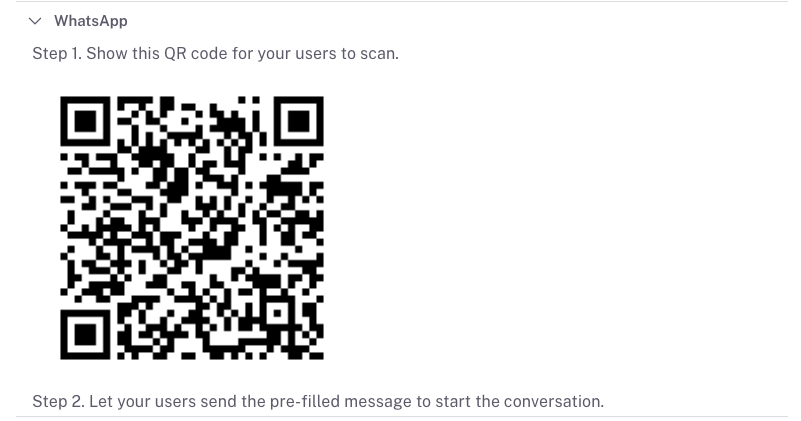 WhatsApp
Step 1. Show this QR code for your users to scan.
Step 2. Let your users send the pre-filled message to start the conversation.